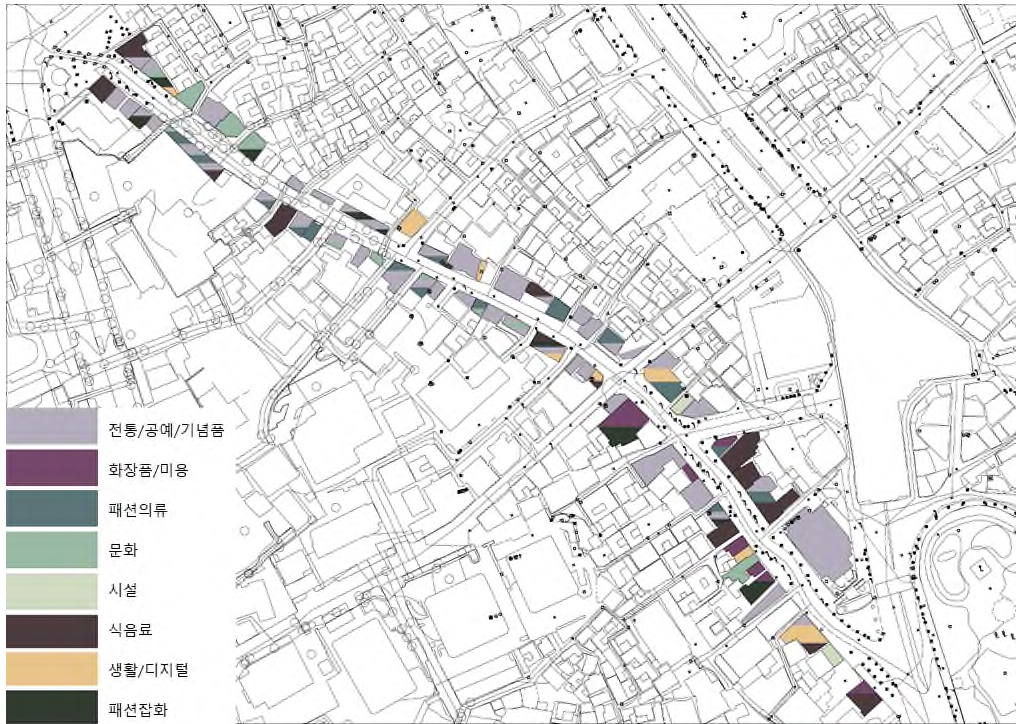 전통/공예/기념품
화장품/미용
패션의류
문화
시설
식음료
생활/디지털
패션잡화